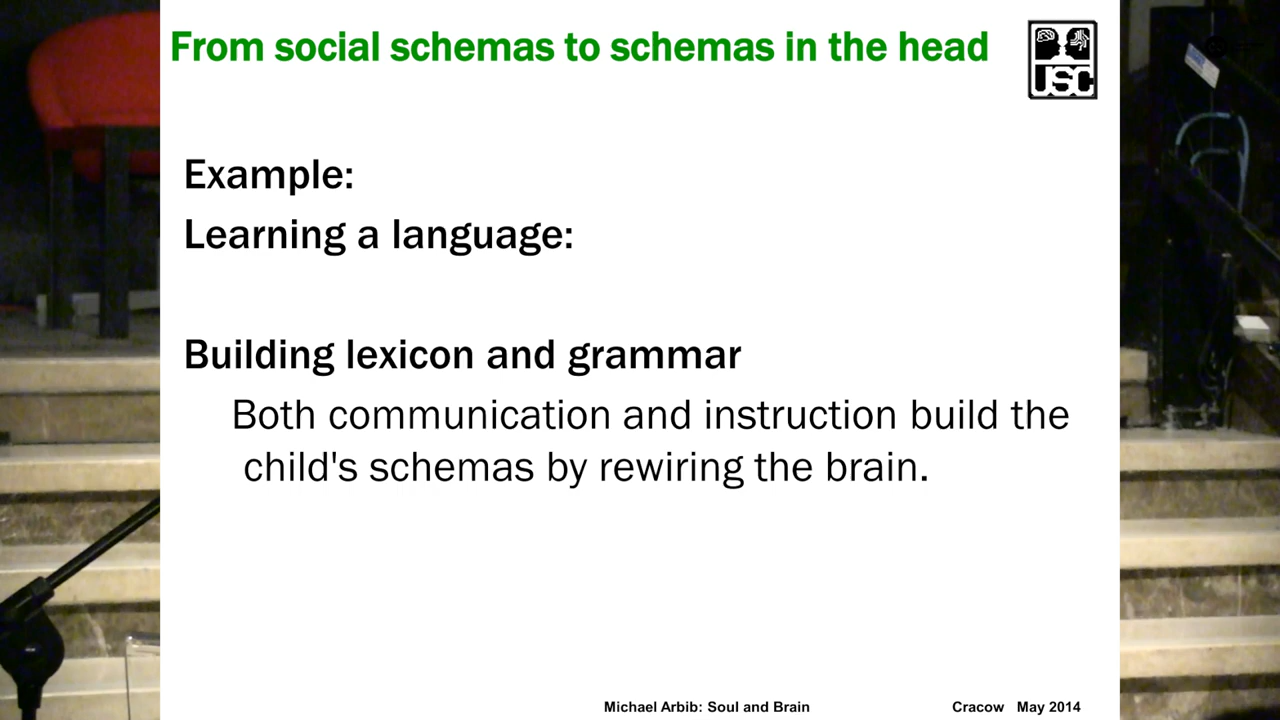 From social schemas to schemas in the head
USC
Example:
Learning a language:
Building lexicon and grammar
Both communication and instruction build the
child's schemas by rewiring the brain.
Michael Arbib: Soul and Brain Cracow May 2014